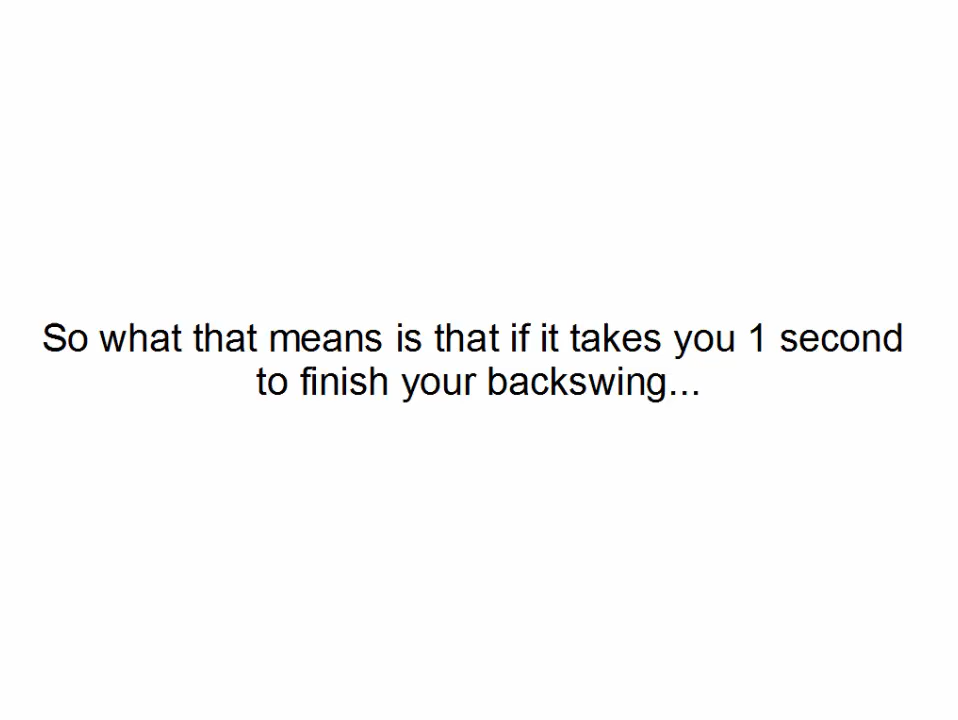 So what that means is that if it takes you 1 second
to finish your backswing...